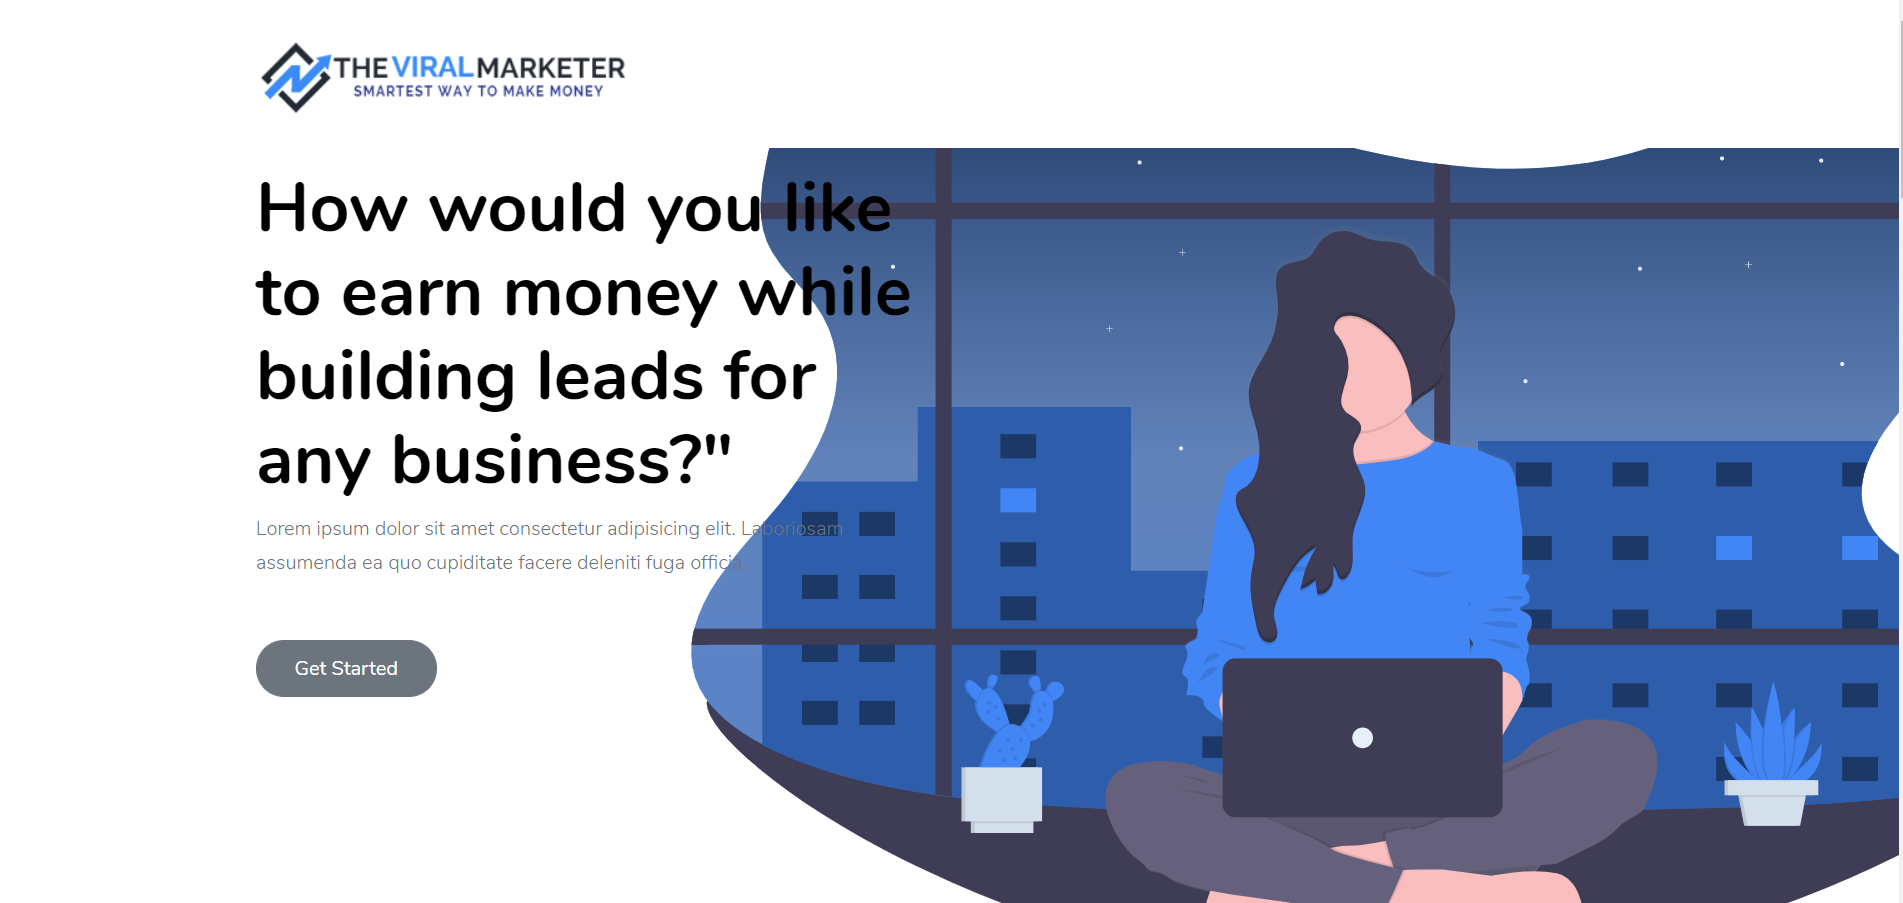 THE VIRAL MARKETER
SMARTEST WAY TO MAKE MONEY
How would you like
to earn money while
building leads for
any business?"
Lorem ipsum dolor sit amet consectetur adipisicing elit. Laboriosam
assumenda ea quo cupiditate facere deleniti fuga officia
Get Started